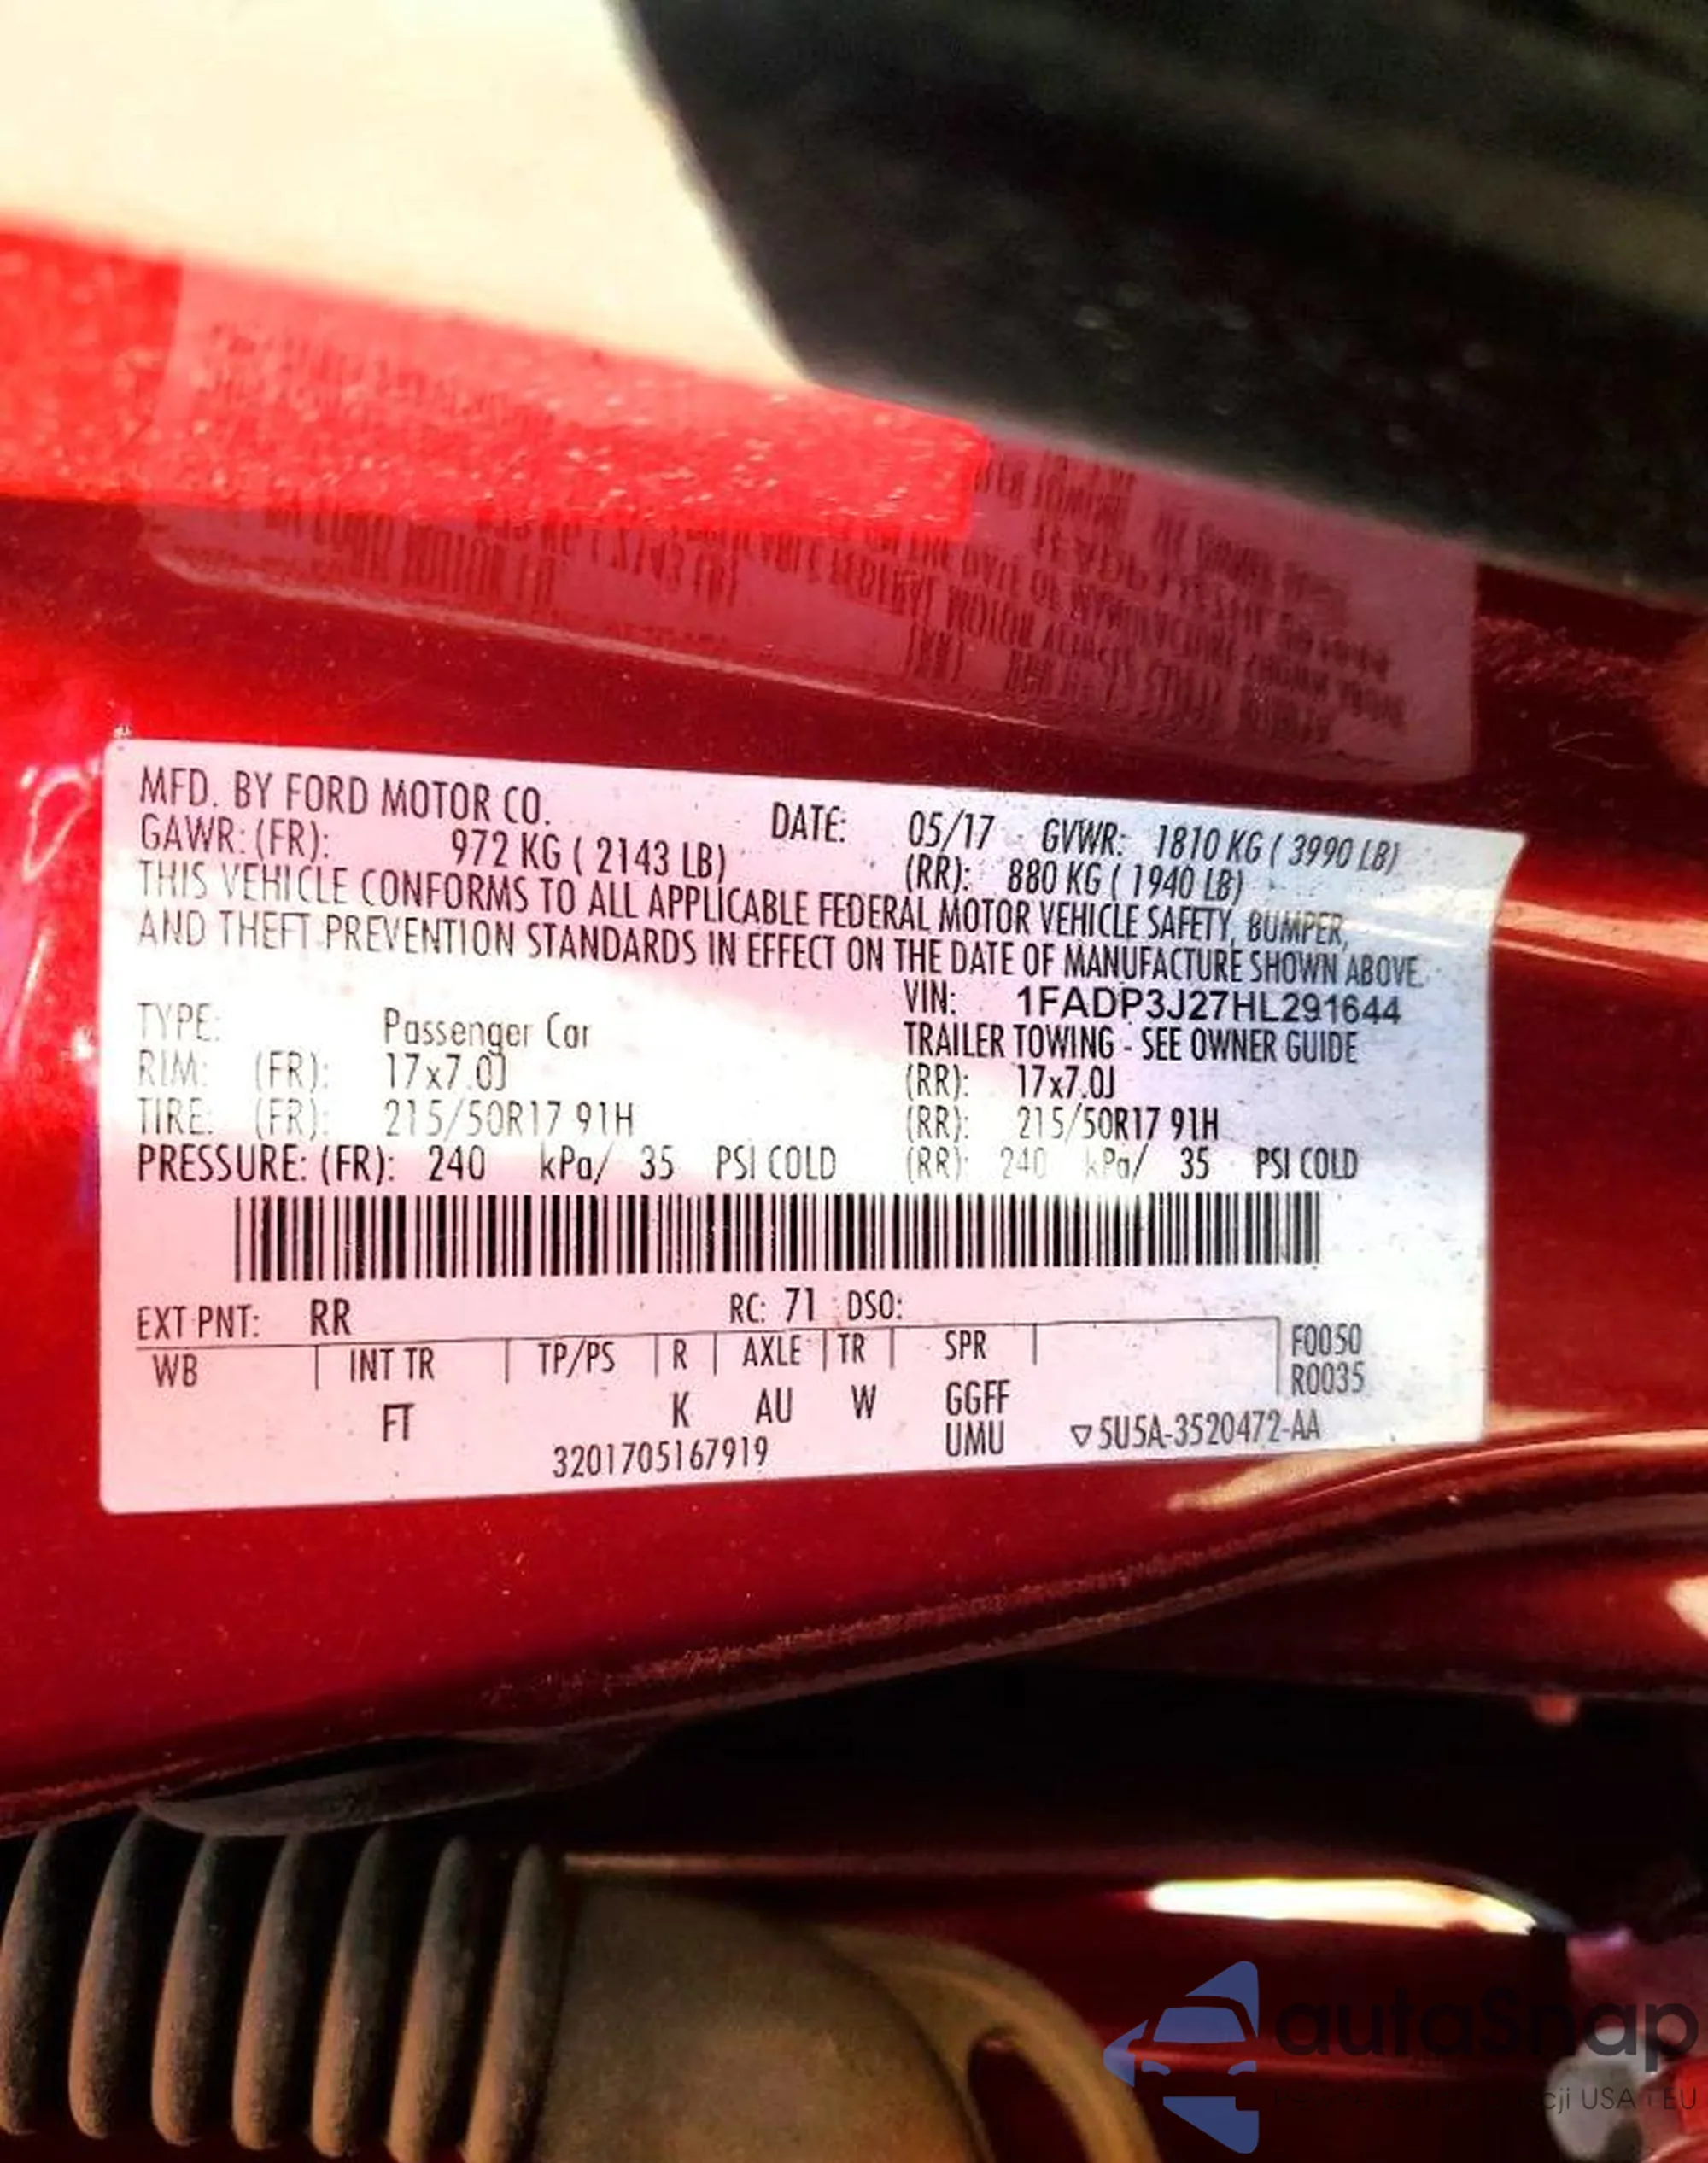 MFD. BY FORD MOTOR CO. DATE: 05/17 GVWR: 1810 KG ( 3990 LB)
GAWR: (FR): 972 KG ( 2143 LB) (RR): 880 KG ( 1940 LB)
THIS VEHICLE CONFORMS TO ALL APPLICABLE FEDERAL MOTOR VEHICLE SAFETY, BUMPER,
AND THEFT PREVENTION STANDARDS IN EFFECT ON THE DATE OF MANUFACTURE SHOWN ABOVE.
VIN: 1FADP3J27HL291644
TYPE: Passenger Car TRAILER TOWING - SEE OWNER GUIDE
RIM: (FR): 17x7.0J (RR): 17x7.0J
TIRE: (FR): 215/50R17 91H (RR): 215/50R17 91H
PRESSURE: (FR): 240 kPa/ 35 PSI COLD (RR): 240 kPa/ 35 PSI COLD
EXT PNT: RR RC: 71 DSO:
WB INT TR TP/PS R AXLE TR SPR F0050
R0035
FT K AU W GGFF
UMU ▽5U5A-3520472-AA
3201705167919
autaSnap
cji USA i EU